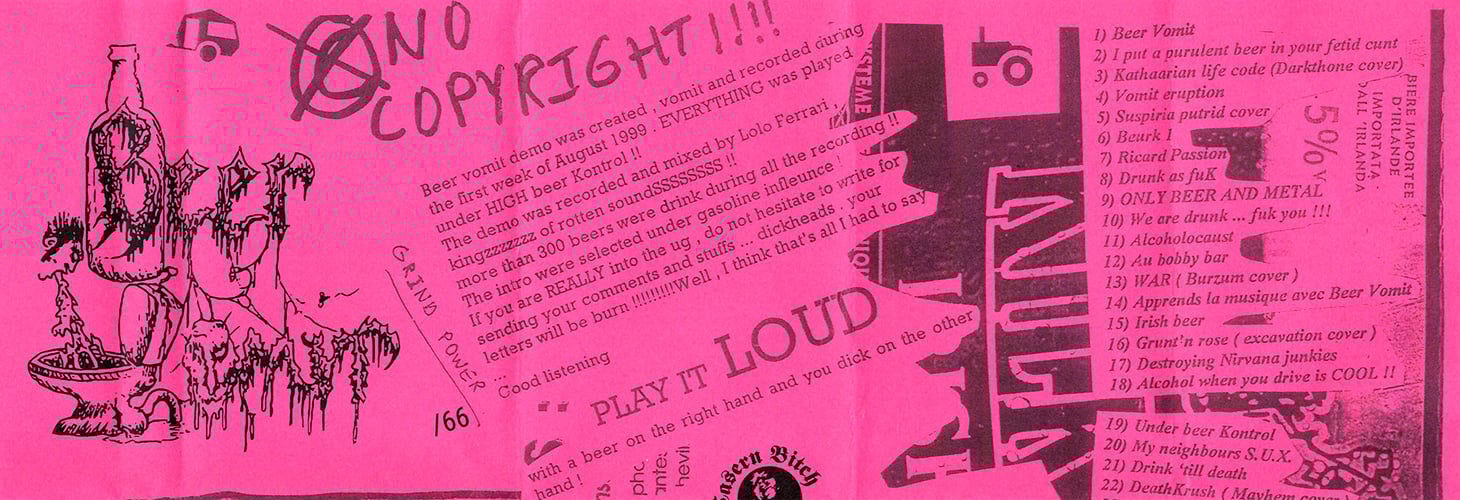 NO
COPYRIGHT!!!!
Beer
Vomit
/66
GRIND POWER
Beer vomit demo was created , vomit and recorded during
the first week of August 1999 . EVERYTHING was played
under HIGH beer Kontrol !!
The demo was recorded and mixed by Lolo Ferrari ,
kingzzzzzzz of rotten soundSSSSSSSS !!
more than 300 beers were drink during all the recording !!
The intro were selected under gasoline infleunce !
If you are REALLY into the ug , do not hesitate to write for
sending your comments and stuffs ... dickheads . your
letters will be burn !!!!!!!!!Well , I think that's all I had to say
...
Good listening
PLAY IT LOUD
with a beer on the right hand and you dick on the other
hand !
Bitch
1) Beer Vomit
2) I put a purulent beer in your fetid cunt
3) Kathaarian life code (Darkthone cover)
4) Vomit eruption
5) Suspiria putrid cover
6) Beurk 1
7) Ricard Passion
8) Drunk as fuK
9) ONLY BEER AND METAL
10) We are drunk ... fuk you !!!
11) Alcoholocaust
12) Au bobby bar
13) WAR ( Burzum cover )
14) Apprends la musique avec Beer Vomit
15) Irish beer
16) Grunt'n rose ( excavation cover )
17) Destroying Nirvana junkies
18) Alcohol when you drive is COOL !!
19) Under beer Kontrol
20) My neighbours S.U.X.
21) Drink 'till death
22) DeathKrush ( Mayhem cover )
BIERE IMPORTEE
D'IRLANDE
IMPORTATA
DALL 'IRLANDA
5% v